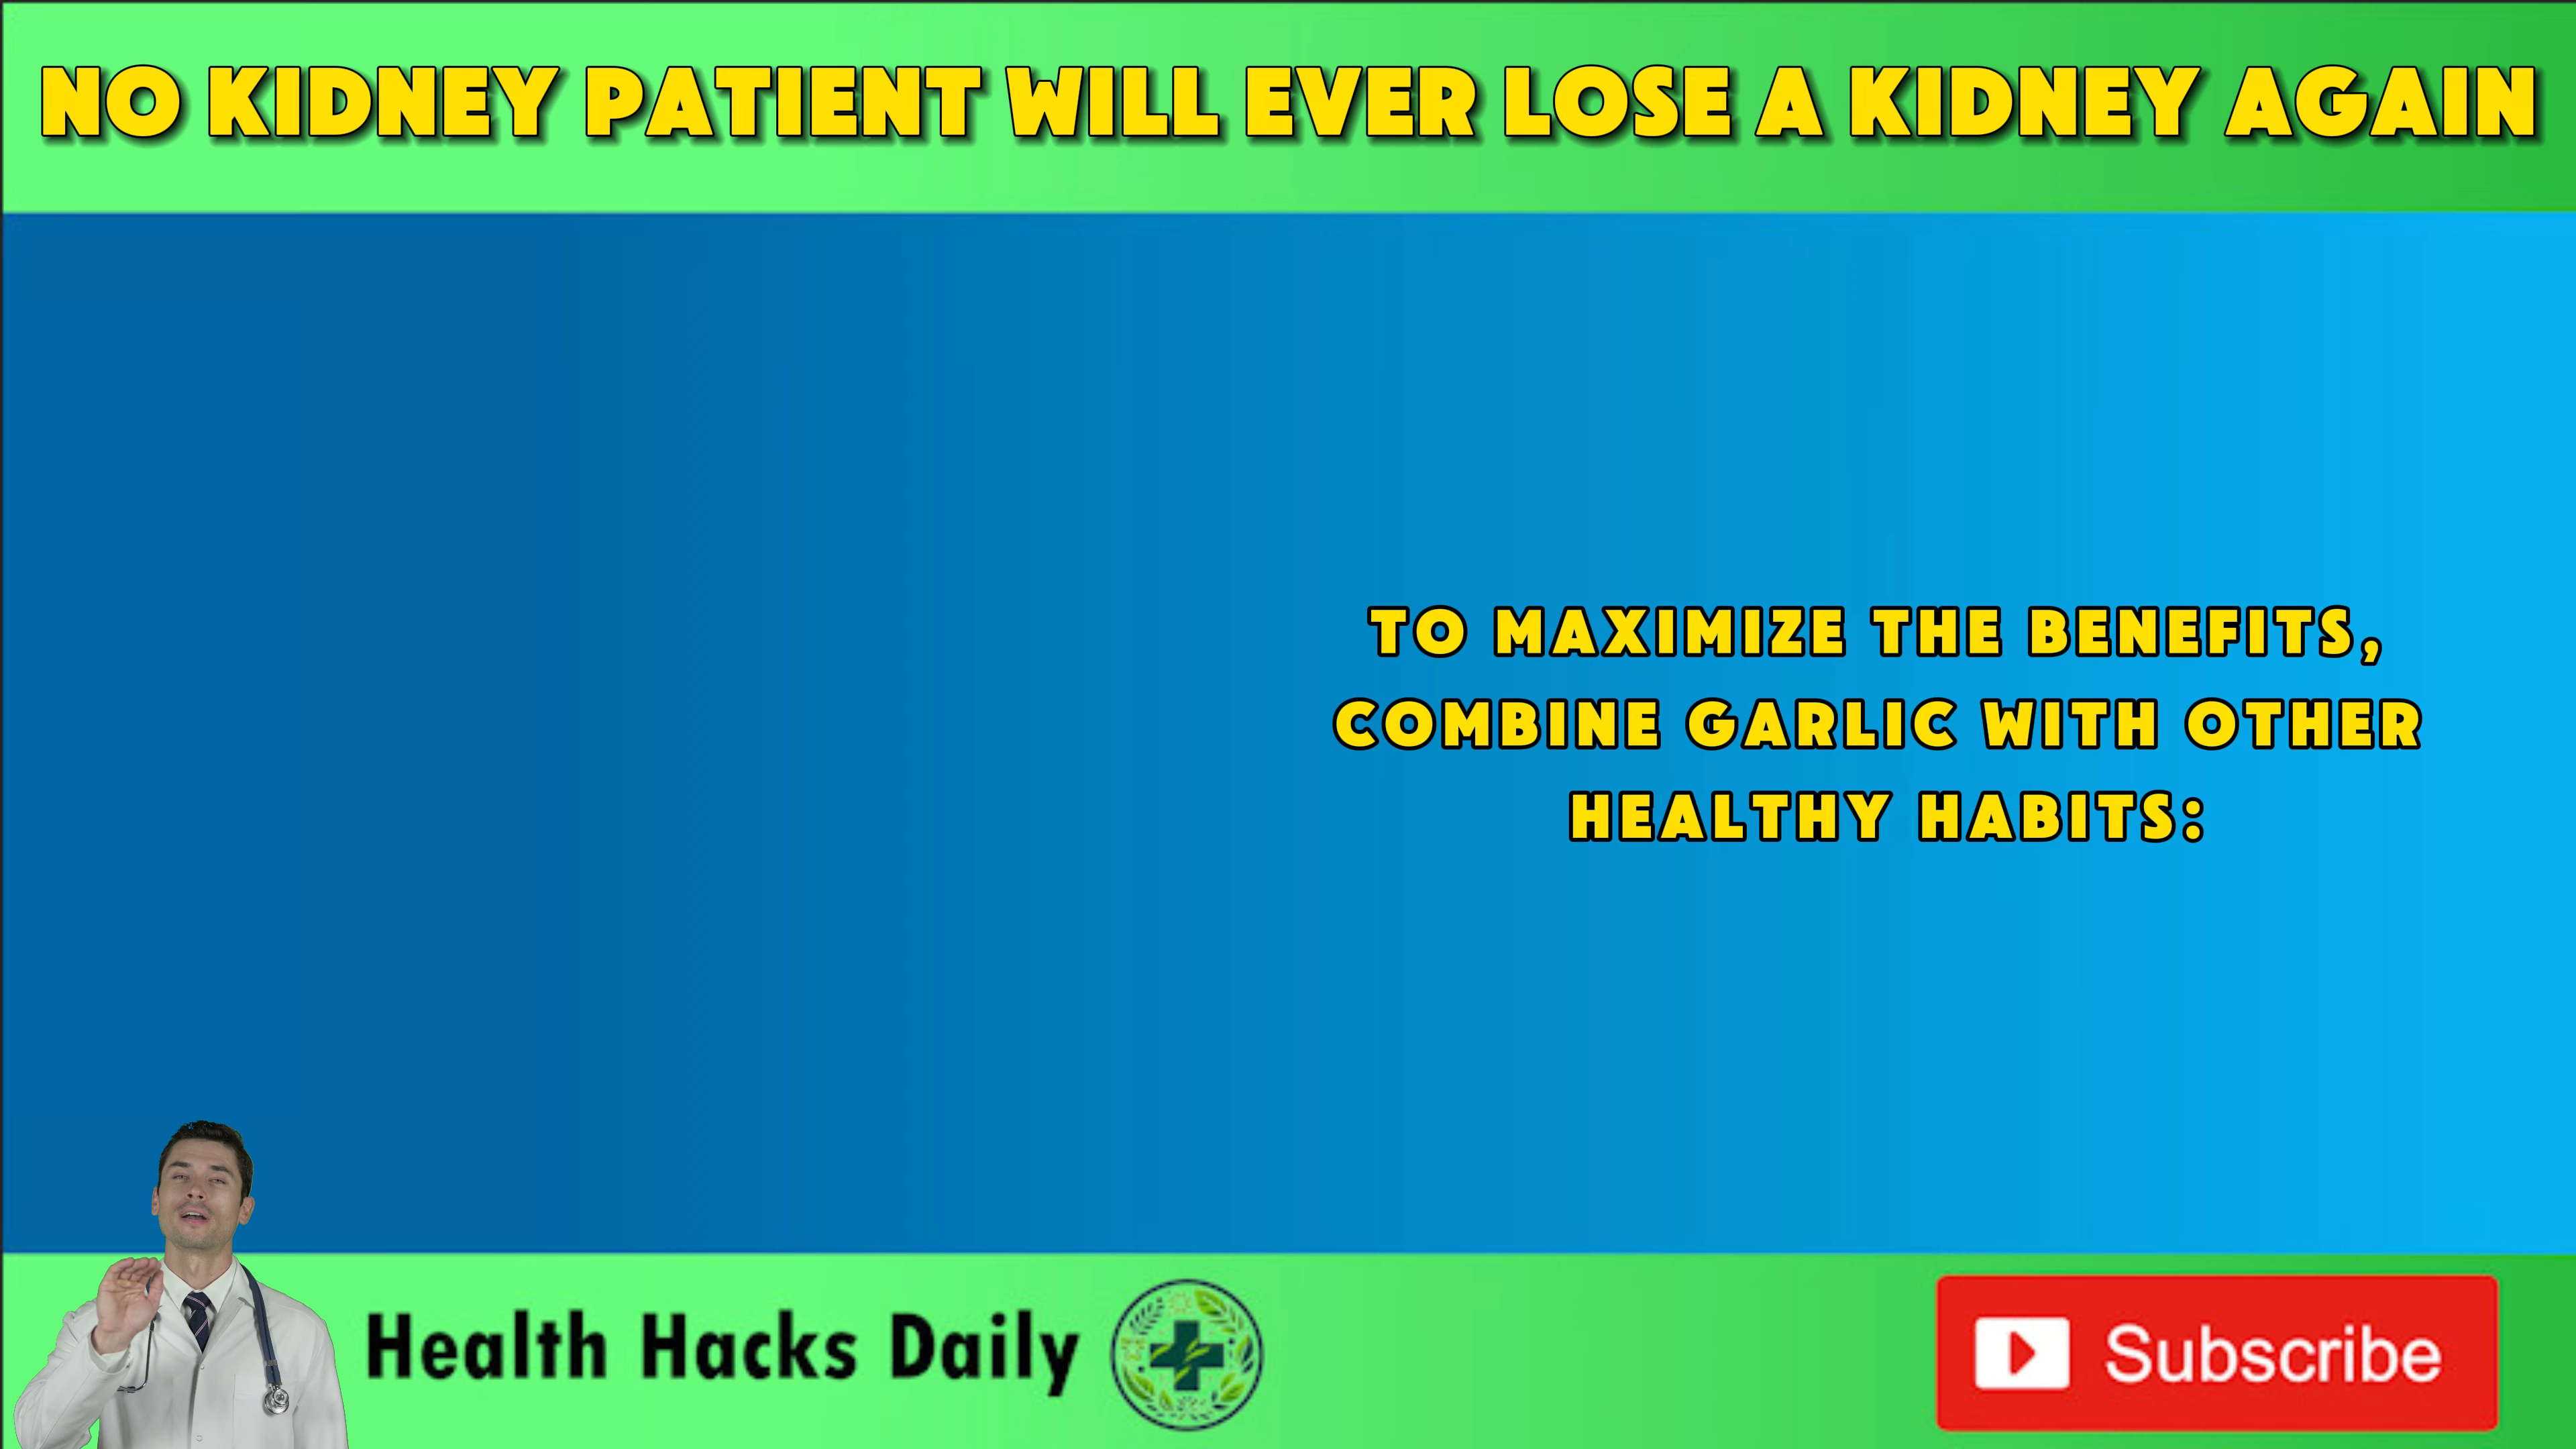 NO KIDNEY PATIENT WILL EVER LOSE A KIDNEY AGAIN
TO MAXIMIZE THE BENEFITS,
COMBINE GARLIC WITH OTHER
HEALTHY HABITS:
Health Hacks Daily
Subscribe